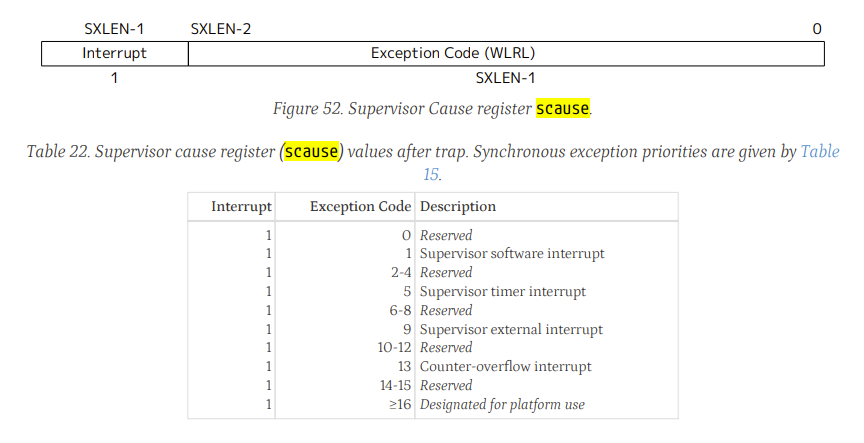 SXLEN-1 SXLEN-2 0
Interrupt Exception Code (WLRL)
1 SXLEN-1
Figure 52. Supervisor Cause register scause.
Table 22. Supervisor cause register (scause) values after trap. Synchronous exception priorities are given by Table
15.
Interrupt Exception Code Description
1 0 Reserved
1 1 Supervisor software interrupt
1 2-4 Reserved
1 5 Supervisor timer interrupt
1 6-8 Reserved
1 9 Supervisor external interrupt
1 10-12 Reserved
1 13 Counter-overflow interrupt
1 14-15 Reserved
1 ≥16 Designated for platform use